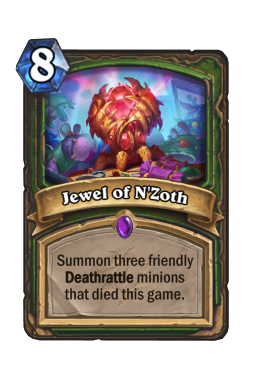 8
Jewel of N'Zoth
Summon three friendly
Deathrattle minions
that died this game.